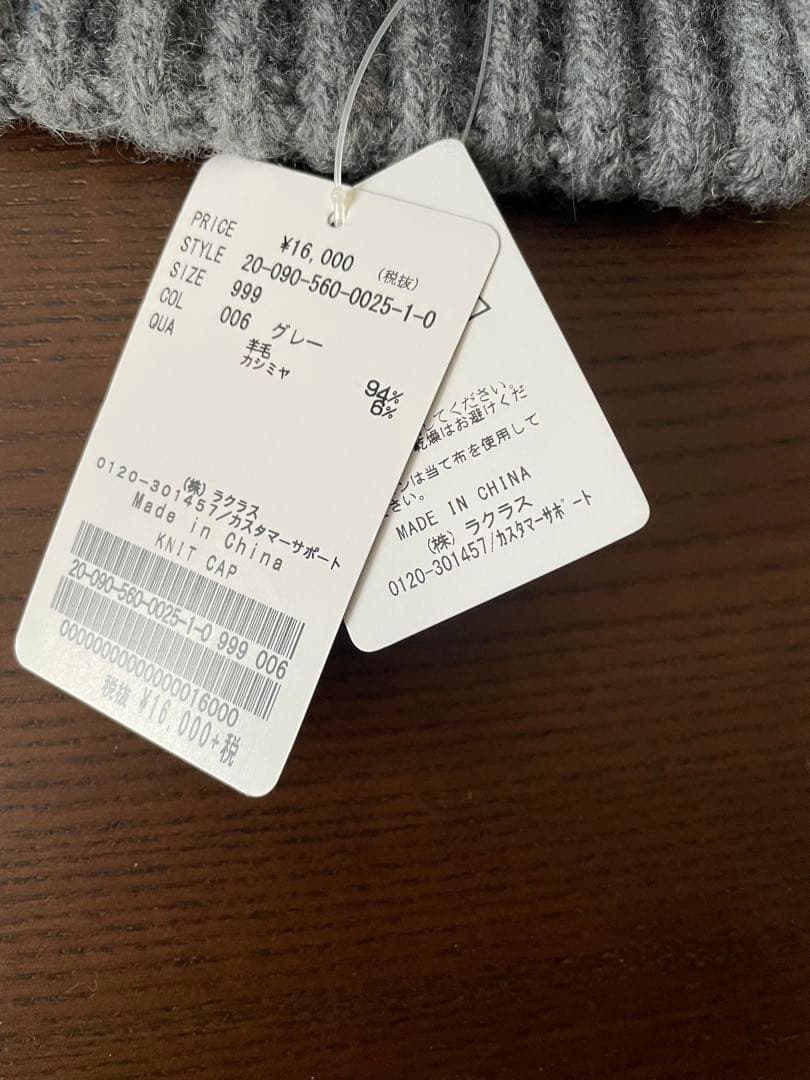 PRICE ¥16,000 (税抜)
STYLE 20-090-560-0025-1-0
SIZE 999
COL 006 グレー
QUA 羊毛 94%
カシミヤ 6%
(株) ラクラス
0120-301457/カスタマーサポート
Made in China
KNIT CAP
20-090-560-0025-1-0 999 006
0000000000000016000
税抜 ¥16,000+税
してください。
乾燥はお避けくだ
ンは当て布を使用して
さい。
MADE IN CHINA
(株) ラクラス
0120-301457/カスタマーサポート